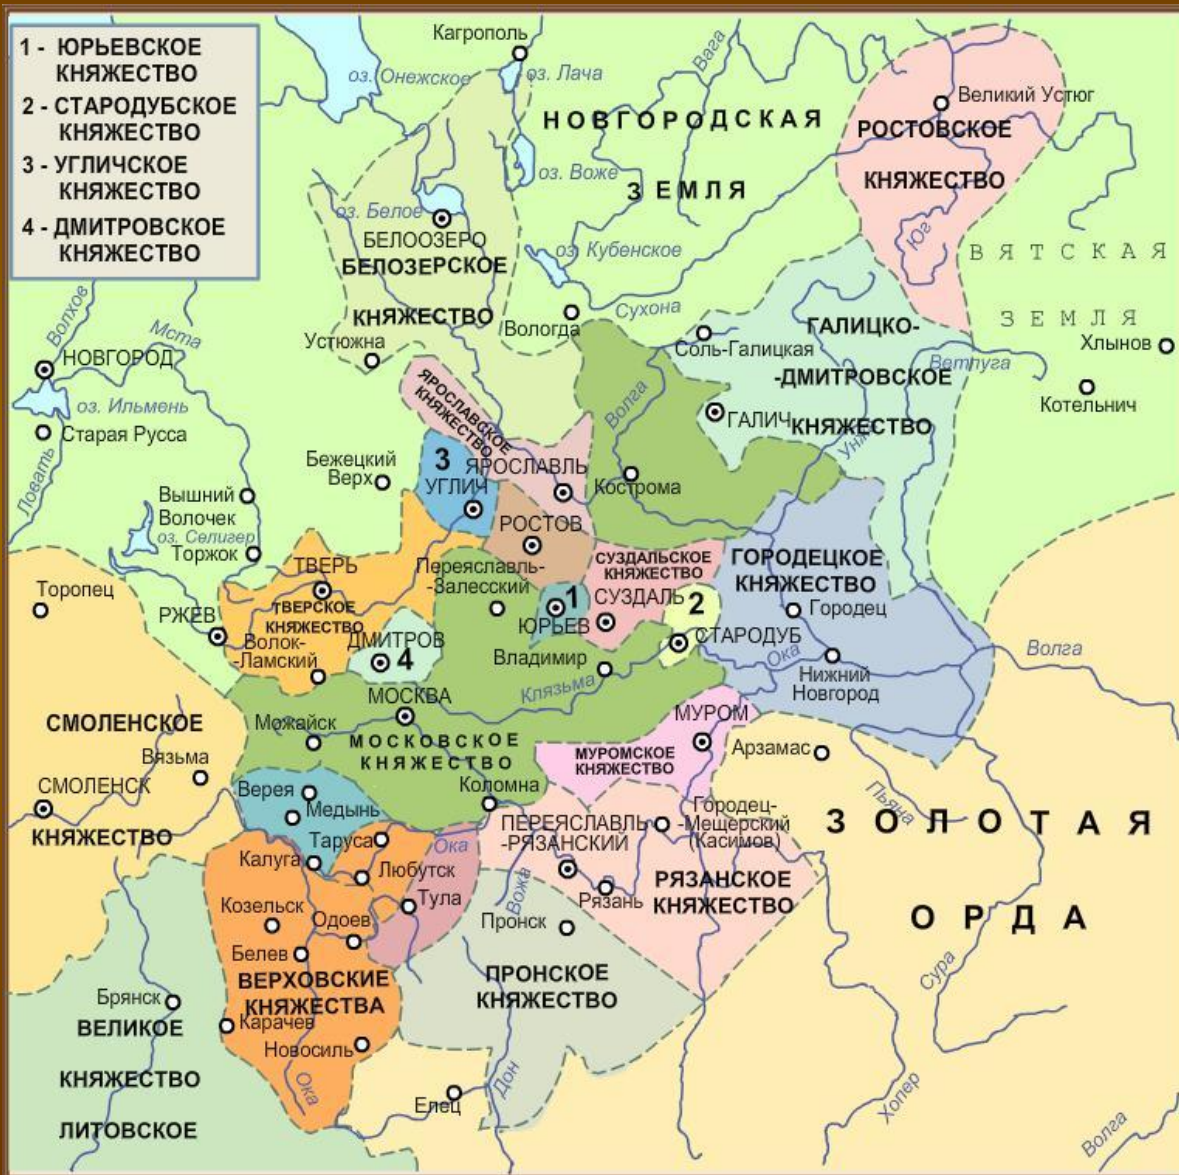 1 - ЮРЬЕВСКОЕ
КНЯЖЕСТВО
2 - СТАРОДУБСКОЕ
КНЯЖЕСТВО
3 - УГЛИЧСКОЕ
КНЯЖЕСТВО
4 - ДМИТРОВСКОЕ
КНЯЖЕСТВО
Кагрополь
оз. Онежское
оз. Лача
Вага
НОВГОРОДСКАЯ
ЗЕМЛЯ
Великий Устюг
РОСТОВСКОЕ
КНЯЖЕСТВО
оз. Воже
оз. Белое
БЕЛООЗЕРО
БЕЛОЗЕРСКОЕ
КНЯЖЕСТВО
оз. Кубенское
Юг
ВЯТСКАЯ
ЗЕМЛЯ
Хлынов
Котельнич
Волхов
Мста
НОВГОРОД
оз. Ильмень
Старая Русса
Ловать
Устюжна
Вологда
Сухона
Соль-Галицкая
ГАЛИЦКО-
-ДМИТРОВСКОЕ
КНЯЖЕСТВО
Ветлуга
ГАЛИЧ
Унжа
Волга
ЯРОСЛАВСКОЕ
КНЯЖЕСТВО
3
УГЛИЧ
ЯРОСЛАВЛЬ
Кострома
Бежецкий
Верх
Вышний
Волочек
оз. Селигер
Торжок
РОСТОВ
Торопец
ТВЕРЬ
ТВЕРСКОЕ
КНЯЖЕСТВО
РЖЕВ
Волок-
-Ламский
ДМИТРОВ
4
Переяславль-
-Залесский
1
ЮРЬЕВ
СУЗДАЛЬСКОЕ
КНЯЖЕСТВО
СУЗДАЛЬ
2
СТАРОДУБ
ГОРОДЕЦКОЕ
КНЯЖЕСТВО
Городец
Ока
Нижний
Новгород
Волга
Владимир
Клязьма
МОСКВА
Можайск
МОСКОВСКОЕ
КНЯЖЕСТВО
Коломна
МУРОМ
МУРОМСКОЕ
КНЯЖЕСТВО
Арзамас
Пьяна
СМОЛЕНСКОЕ
Вязьма
СМОЛЕНСК
КНЯЖЕСТВО
Верея
Медынь
Таруса
Калуга
Любутск
Ока
Тула
ПЕРЕЯСЛАВЛЬ
-РЯЗАНСКИЙ
Городец-
-Мещерский
(Касимов)
ЗОЛОТАЯ
ОРДА
Вожа
Рязань
РЯЗАНСКОЕ
КНЯЖЕСТВО
Козельск
Одоев
Белев
ВЕРХОВСКИЕ
КНЯЖЕСТВА
Пронск
ПРОНСКОЕ
КНЯЖЕСТВО
Сура
Брянск
ВЕЛИКОЕ
КНЯЖЕСТВО
ЛИТОВСКОЕ
Карачев
Новосиль
Ока
Елец
Дон
Хопер
Волга